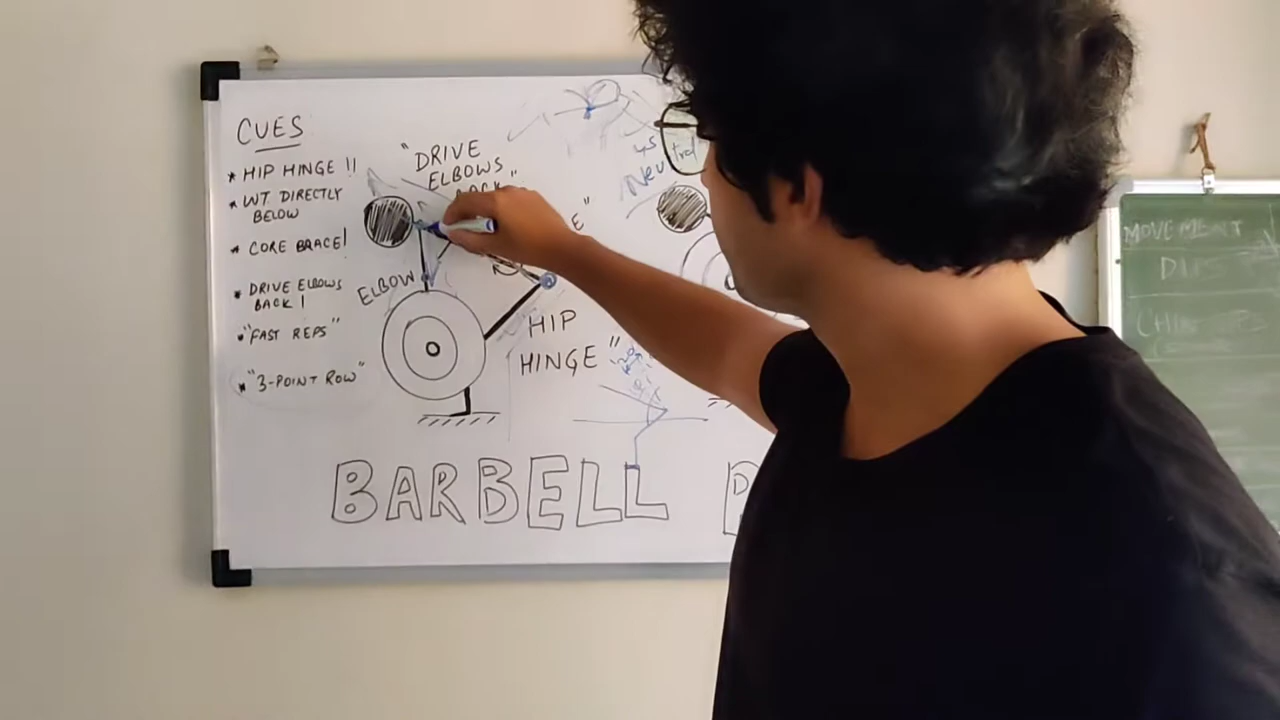 CUES
* HIP HINGE !!
* WT. DIRECTLY
BELOW
* CORE BRACE!
* DRIVE ELBOWS
BACK !
* "FAST REPS"
* "3-POINT ROW"
"DRIVE
ELBOWS
BACK"
ELBOW
HIP
HINGE"
Neutral
BARBELL
MOVEMENT